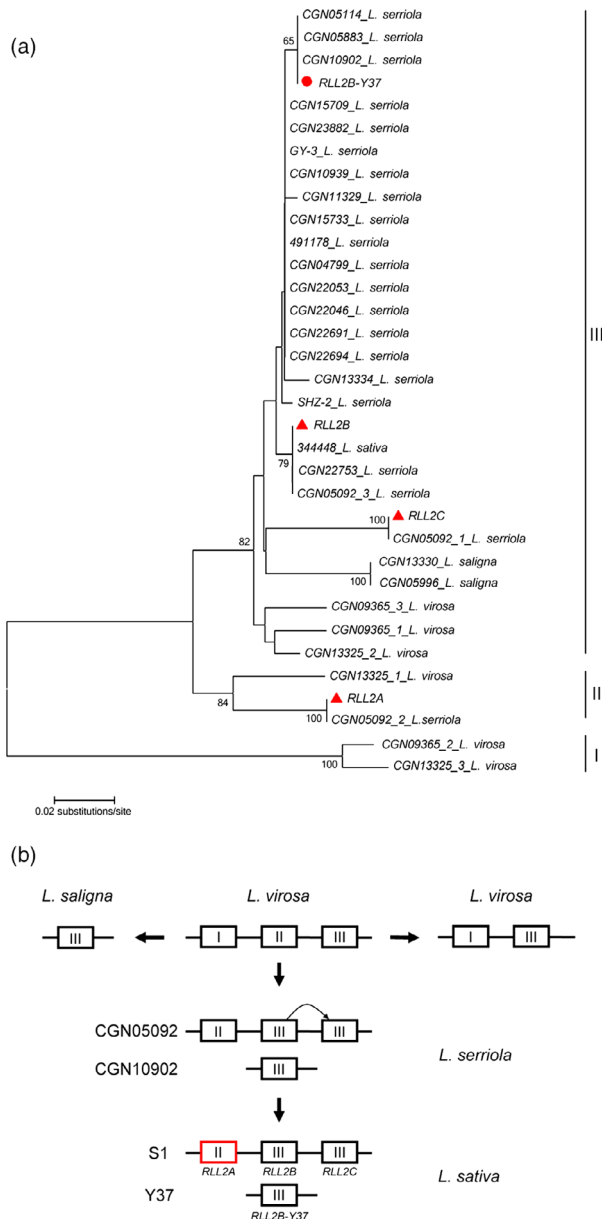 (a)
CGN05114_L. serriola
CGN05883_L. serriola
65
CGN10902_L. serriola
RLL2B-Y37
CGN15709_L. serriola
CGN23882_L. serriola
GY-3_L. serriola
CGN10939_L. serriola
CGN11329_L. serriola
CGN15733_L. serriola
491178_L. serriola
CGN04799_L. serriola
CGN22053_L. serriola
CGN22046_L. serriola
CGN22691_L. serriola
CGN22694_L. serriola
III
CGN13334_L. serriola
SHZ-2_L. serriola
RLL2B
344448_L. sativa
79
CGN22753_L. serriola
CGN05092_3_L. serriola
100
RLL2C
CGN05092_1_L. serriola
82
CGN13330_L. saligna
100
CGN05996_L. saligna
CGN09365_3_L. virosa
CGN09365_1_L. virosa
CGN13325_2_L. virosa
CGN13325_1_L. virosa
84
RLL2A
II
100
CGN05092_2_L.serriola
CGN09365_2_L. virosa
100
CGN13325_3_L. virosa
I
0.02 substitutions/site
(b)
L. saligna L. virosa L. virosa
III I II III I III
CGN05092 II III III
CGN10902 III
L. serriola
S1 II III III
RLL2A RLL2B RLL2C
L. sativa
Y37 III
RLL2B-Y37